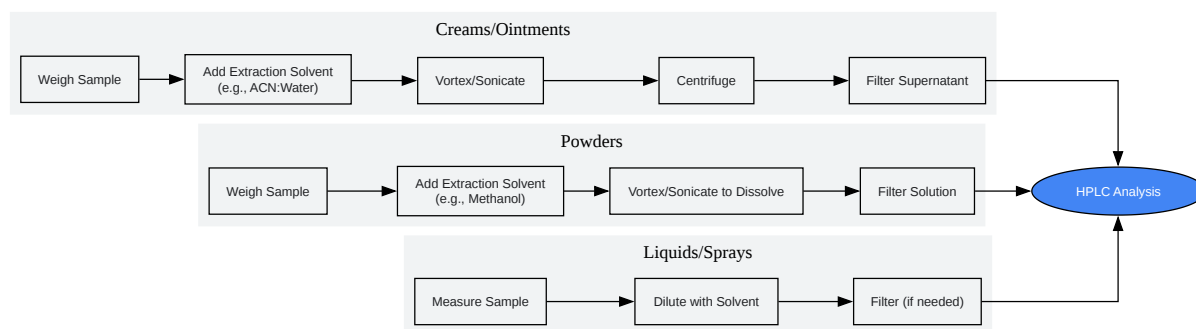 Creams/Ointments
Weigh Sample
Add Extraction Solvent
(e.g., ACN:Water)
Vortex/Sonicate
Centrifuge
Filter Supernatant
Powders
Weigh Sample
Add Extraction Solvent
(e.g., Methanol)
Vortex/Sonicate to Dissolve
Filter Solution
HPLC Analysis
Liquids/Sprays
Measure Sample
Dilute with Solvent
Filter (if needed)